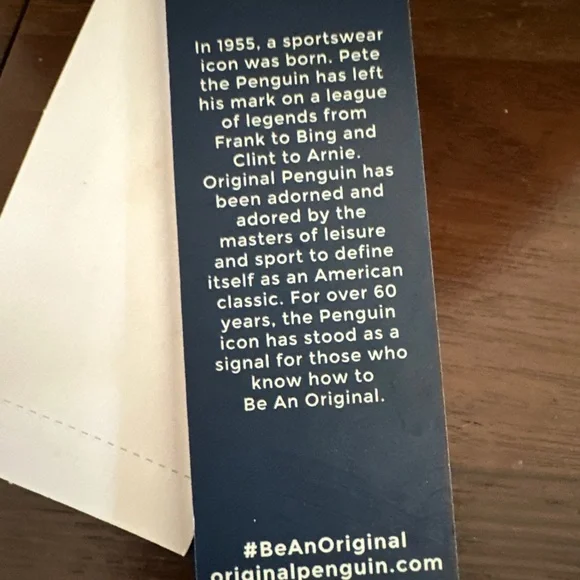 In 1955, a sportswear
icon was born. Pete
the Penguin has left
his mark on a league
of legends from
Frank to Bing and
Clint to Arnie.
Original Penguin has
been adorned and
adored by the
masters of leisure
and sport to define
itself as an American
classic. For over 60
years, the Penguin
icon has stood as a
signal for those who
know how to
Be An Original.
#BeAnOriginal
originalpenguin.com